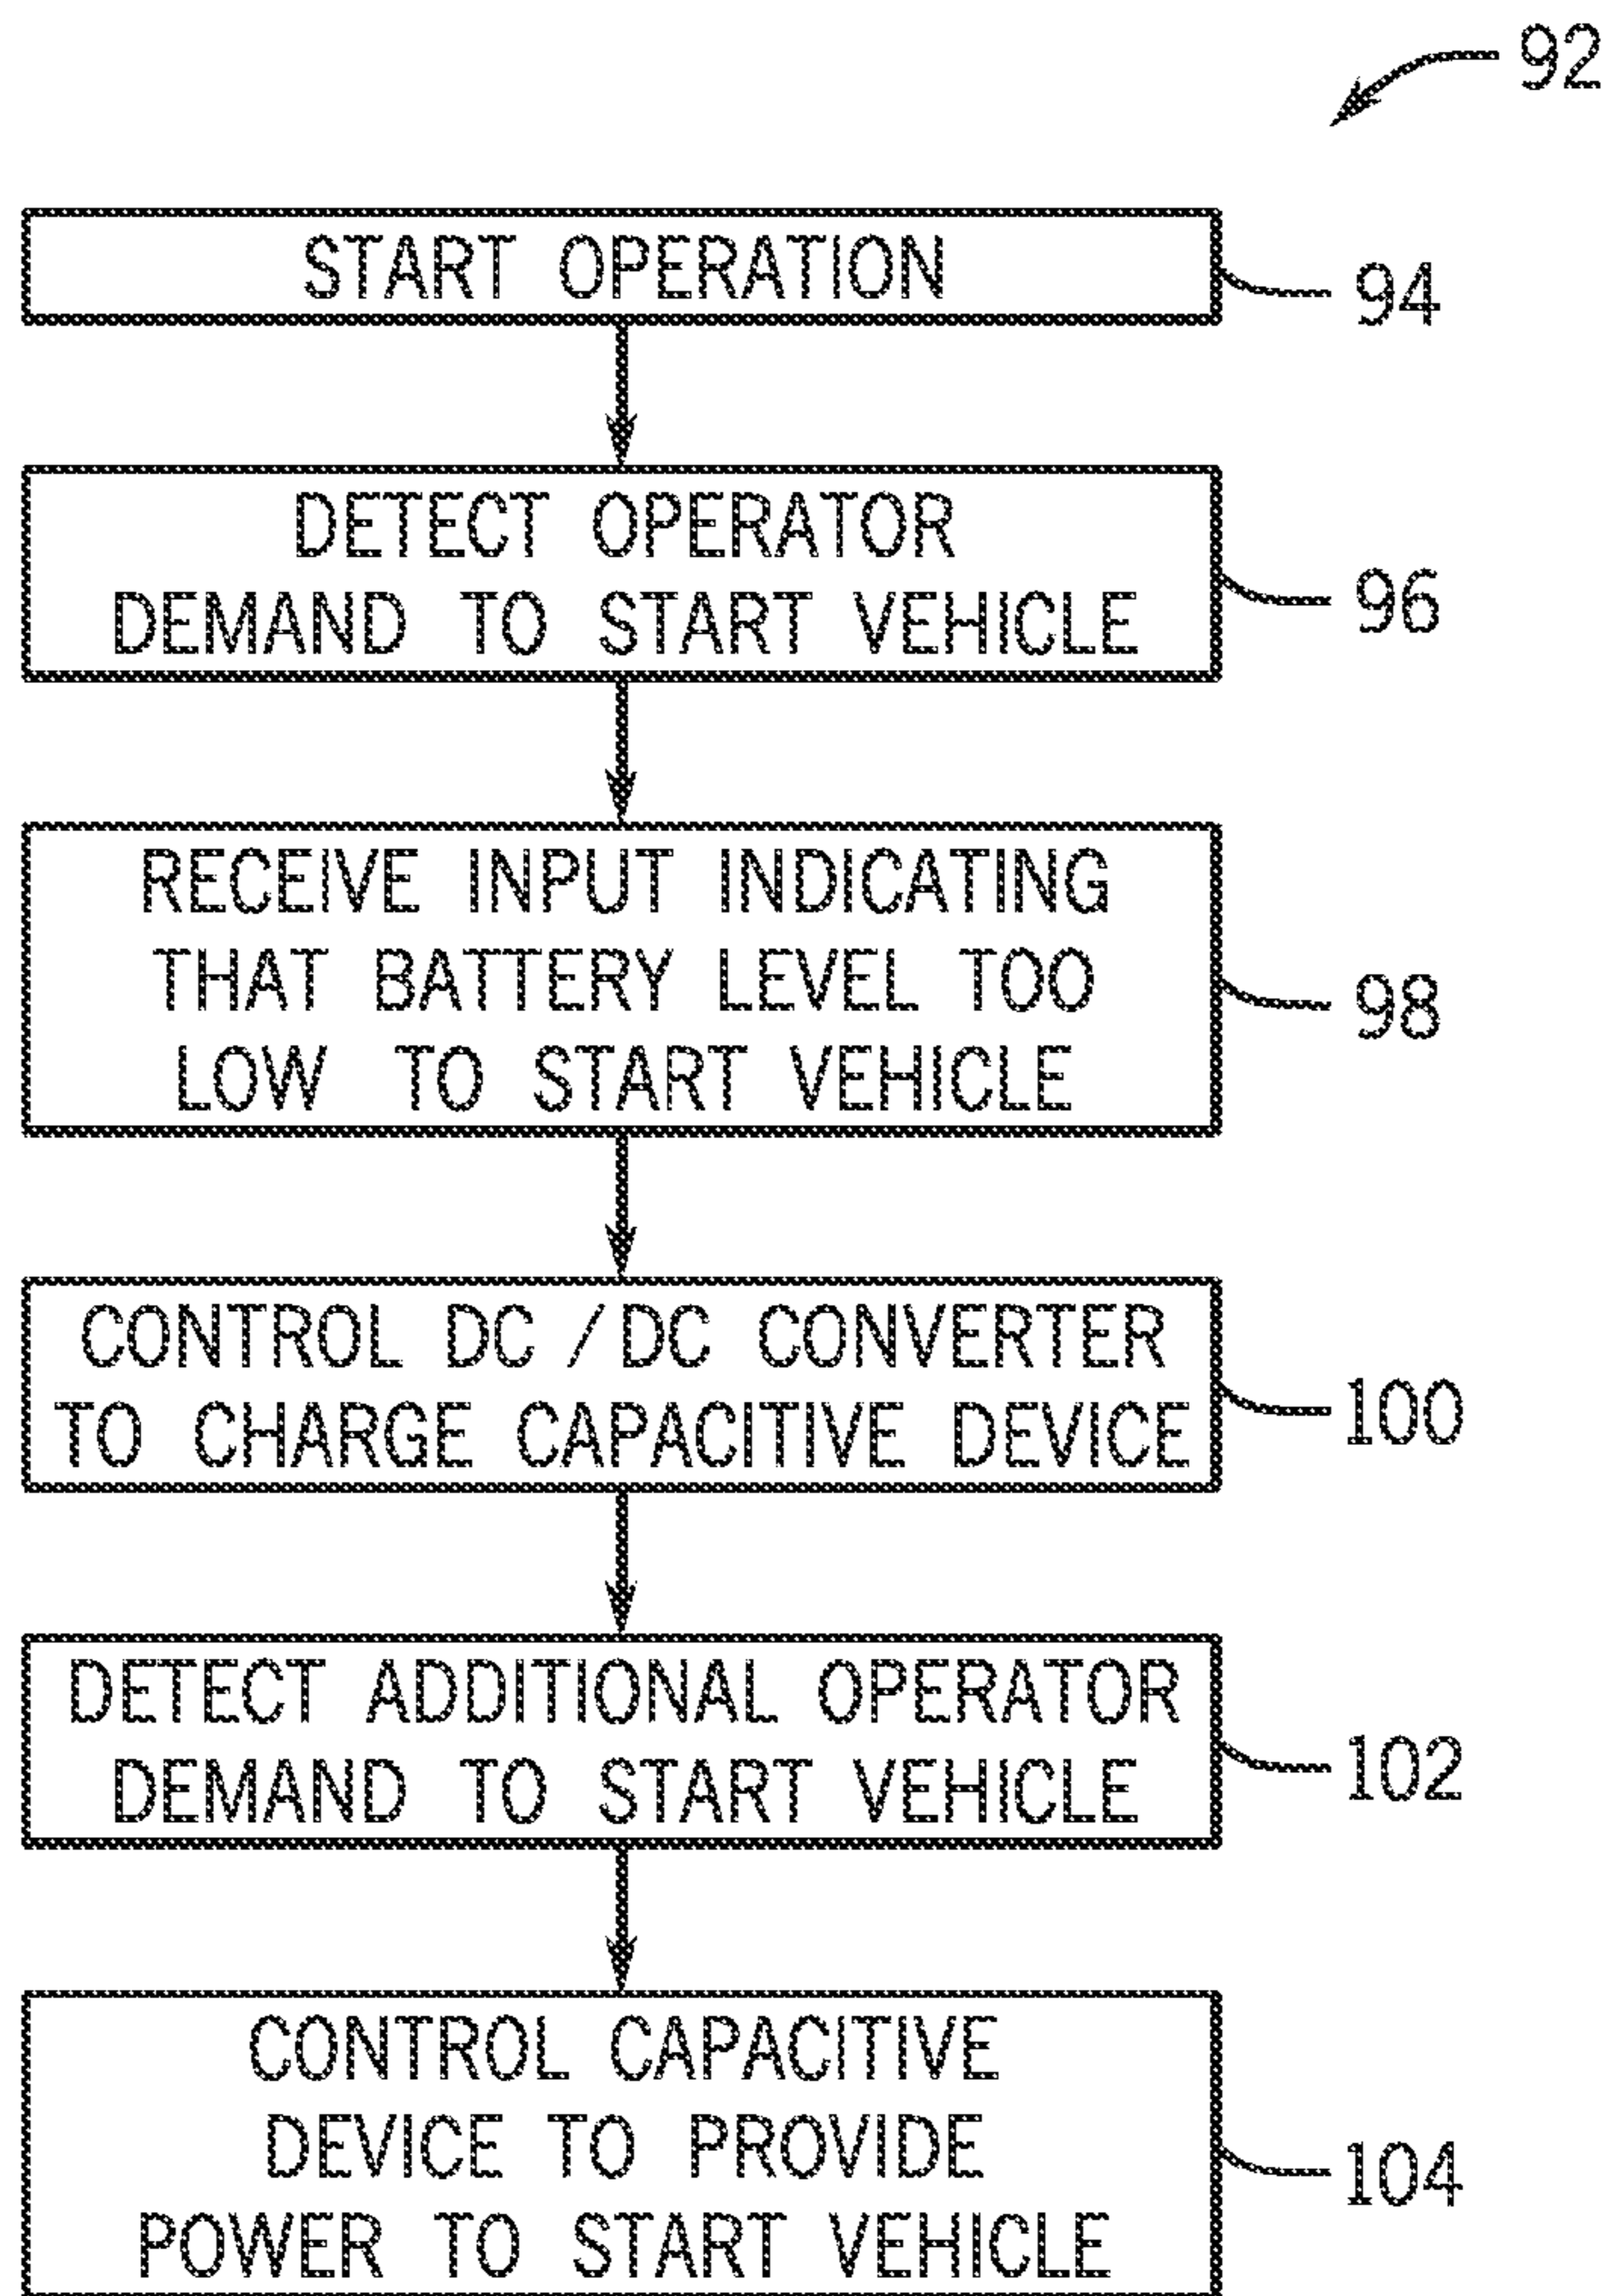 92
START OPERATION
94
DETECT OPERATOR
DEMAND TO START VEHICLE
96
RECEIVE INPUT INDICATING
THAT BATTERY LEVEL TOO
LOW TO START VEHICLE
98
CONTROL DC / DC CONVERTER
TO CHARGE CAPACITIVE DEVICE
100
DETECT ADDITIONAL OPERATOR
DEMAND TO START VEHICLE
102
CONTROL CAPACITIVE
DEVICE TO PROVIDE
POWER TO START VEHICLE
104